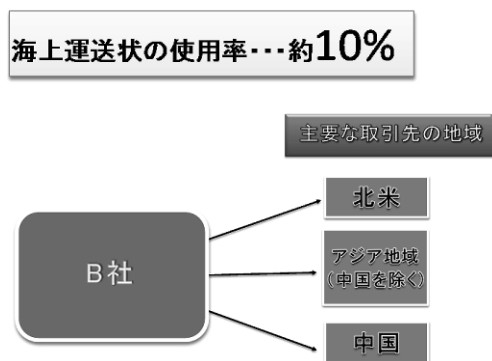 海上運送状の使用率･･･約10%
主要な取引先の地域
北米
B社
アジア地域
(中国を除く)
中国